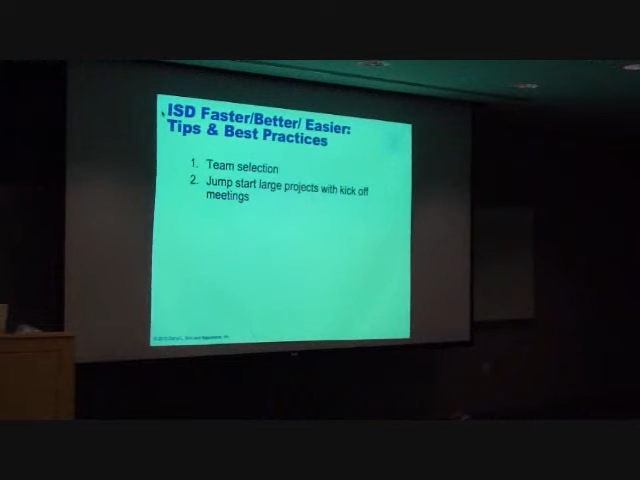 ISD Faster/Better/ Easier:
Tips & Best Practices
1. Team selection
2. Jump start large projects with kick off
meetings